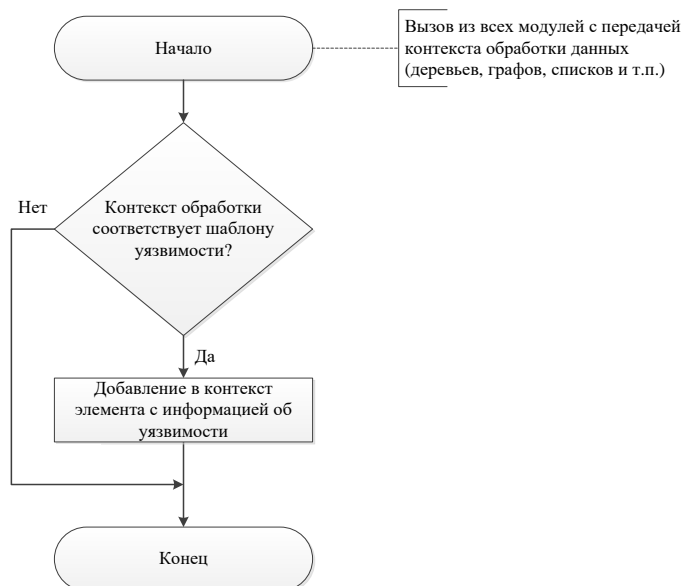 Начало
Вызов из всех модулей с передачей
контекста обработки данных
(деревьев, графов, списков и т.п.)
Нет
Контекст обработки
соответствует шаблону
уязвимости?
Да
Добавление в контекст
элемента с информацией об
уязвимости
Конец